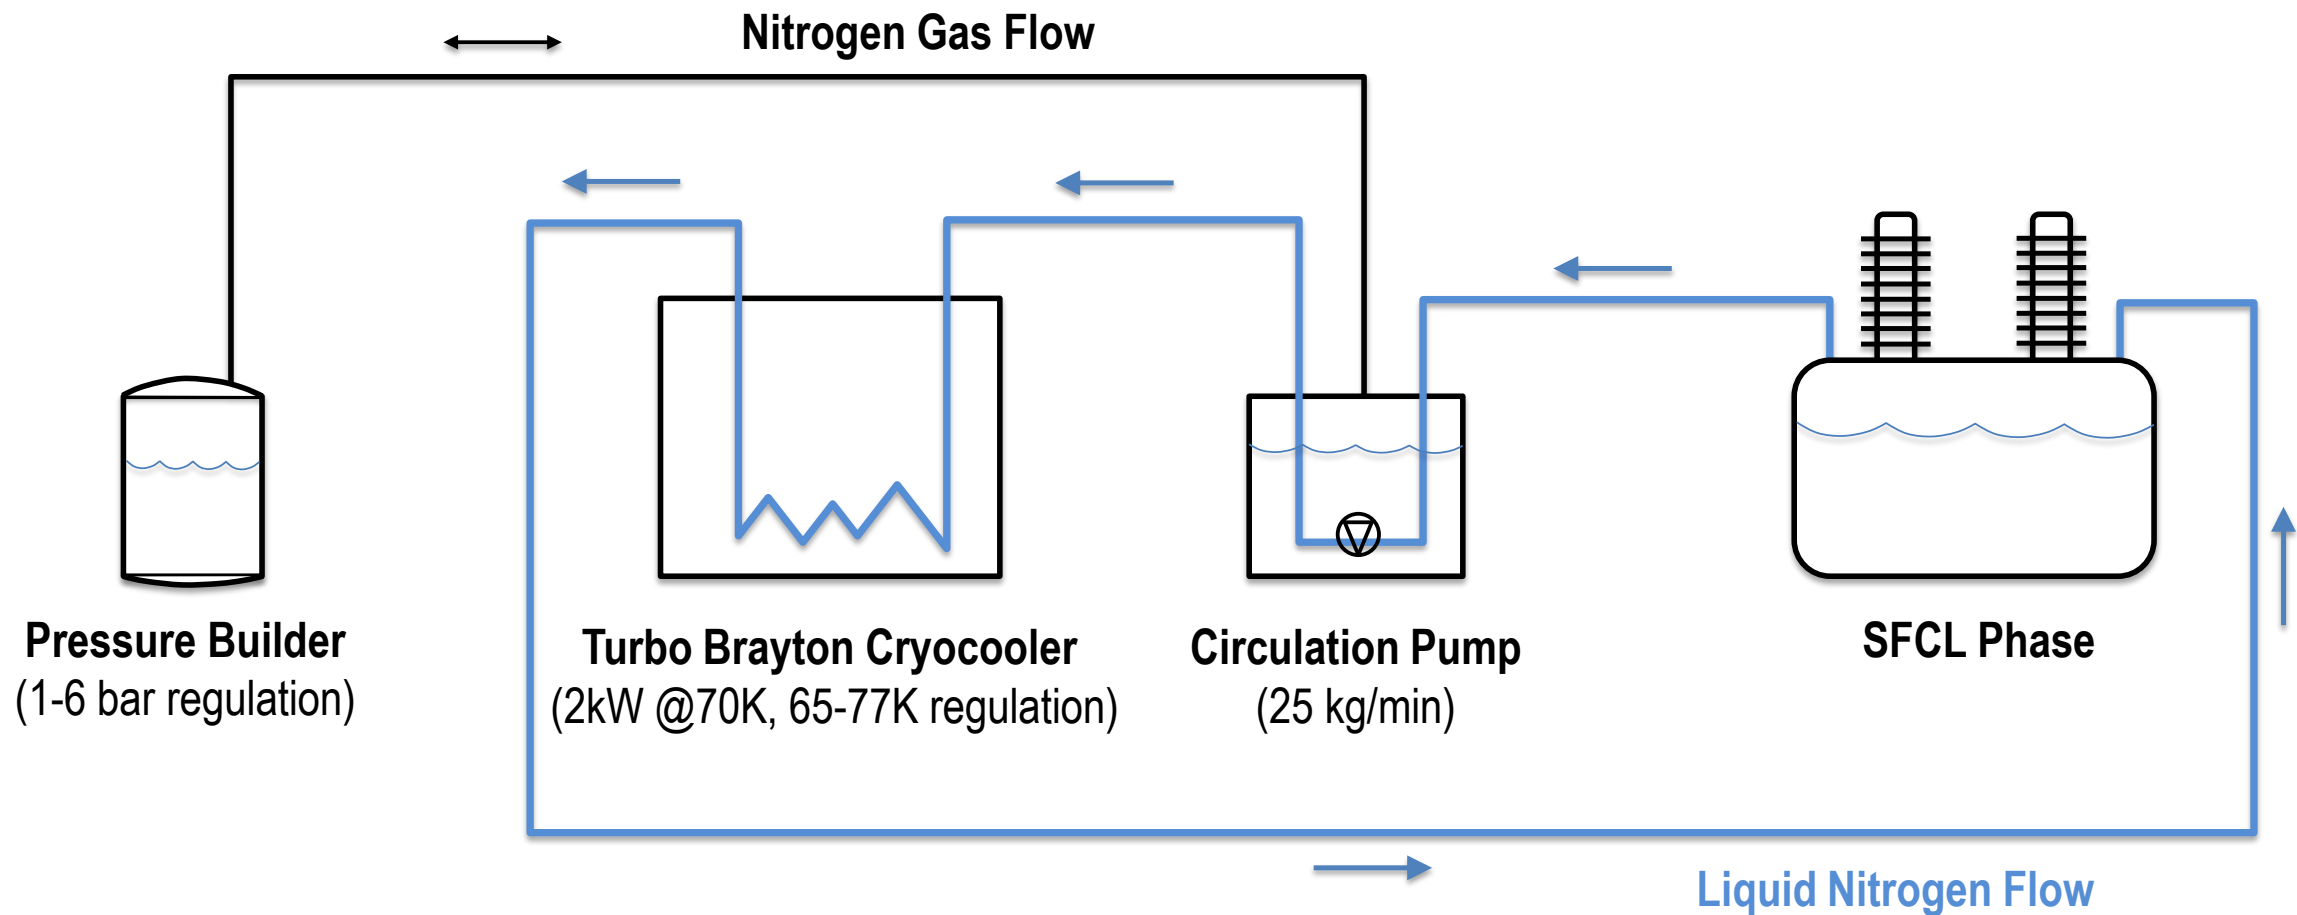 Nitrogen Gas Flow
Pressure Builder
(1-6 bar regulation)
Turbo Brayton Cryocooler
(2kW @70K, 65-77K regulation)
Circulation Pump
(25 kg/min)
SFCL Phase
Liquid Nitrogen Flow